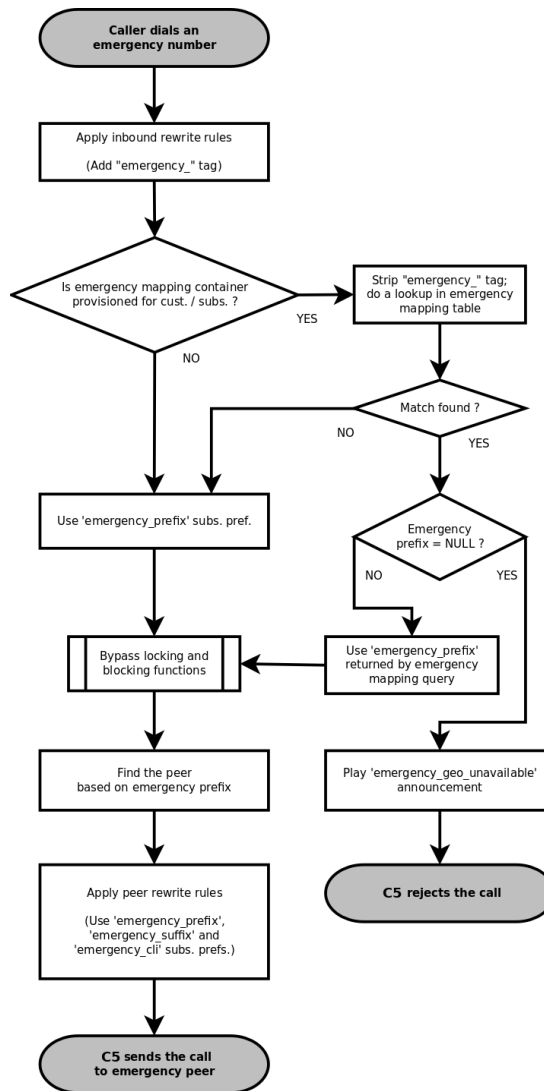 Caller dials an
emergency number
Apply inbound rewrite rules
(Add "emergency_" tag)
Is emergency mapping container
provisioned for cust. / subs. ?
YES
NO
Strip "emergency_" tag;
do a lookup in emergency
mapping table
Match found ?
NO
YES
Use 'emergency_prefix' subs. pref.
Emergency
prefix = NULL ?
NO
YES
Bypass locking and
blocking functions
Use 'emergency_prefix'
returned by emergency
mapping query
Find the peer
based on emergency prefix
Play 'emergency_geo_unavailable'
announcement
Apply peer rewrite rules
(Use 'emergency_prefix',
'emergency_suffix' and
'emergency_cli' subs. prefs.)
C5 rejects the call
C5 sends the call
to emergency peer